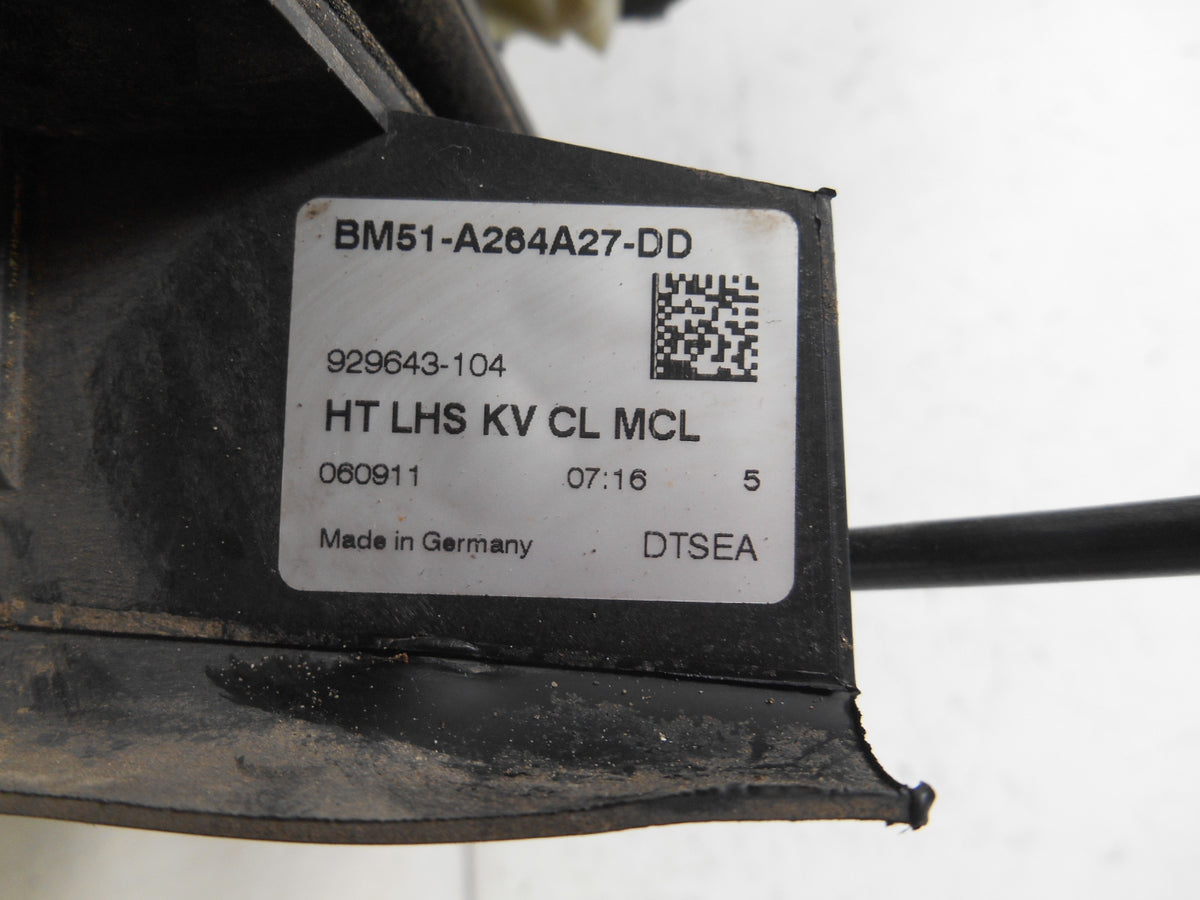 BM51-A264A27-DD
929643-104
HT LHS KV CL MCL
060911 07:16 5
Made in Germany DTSEA